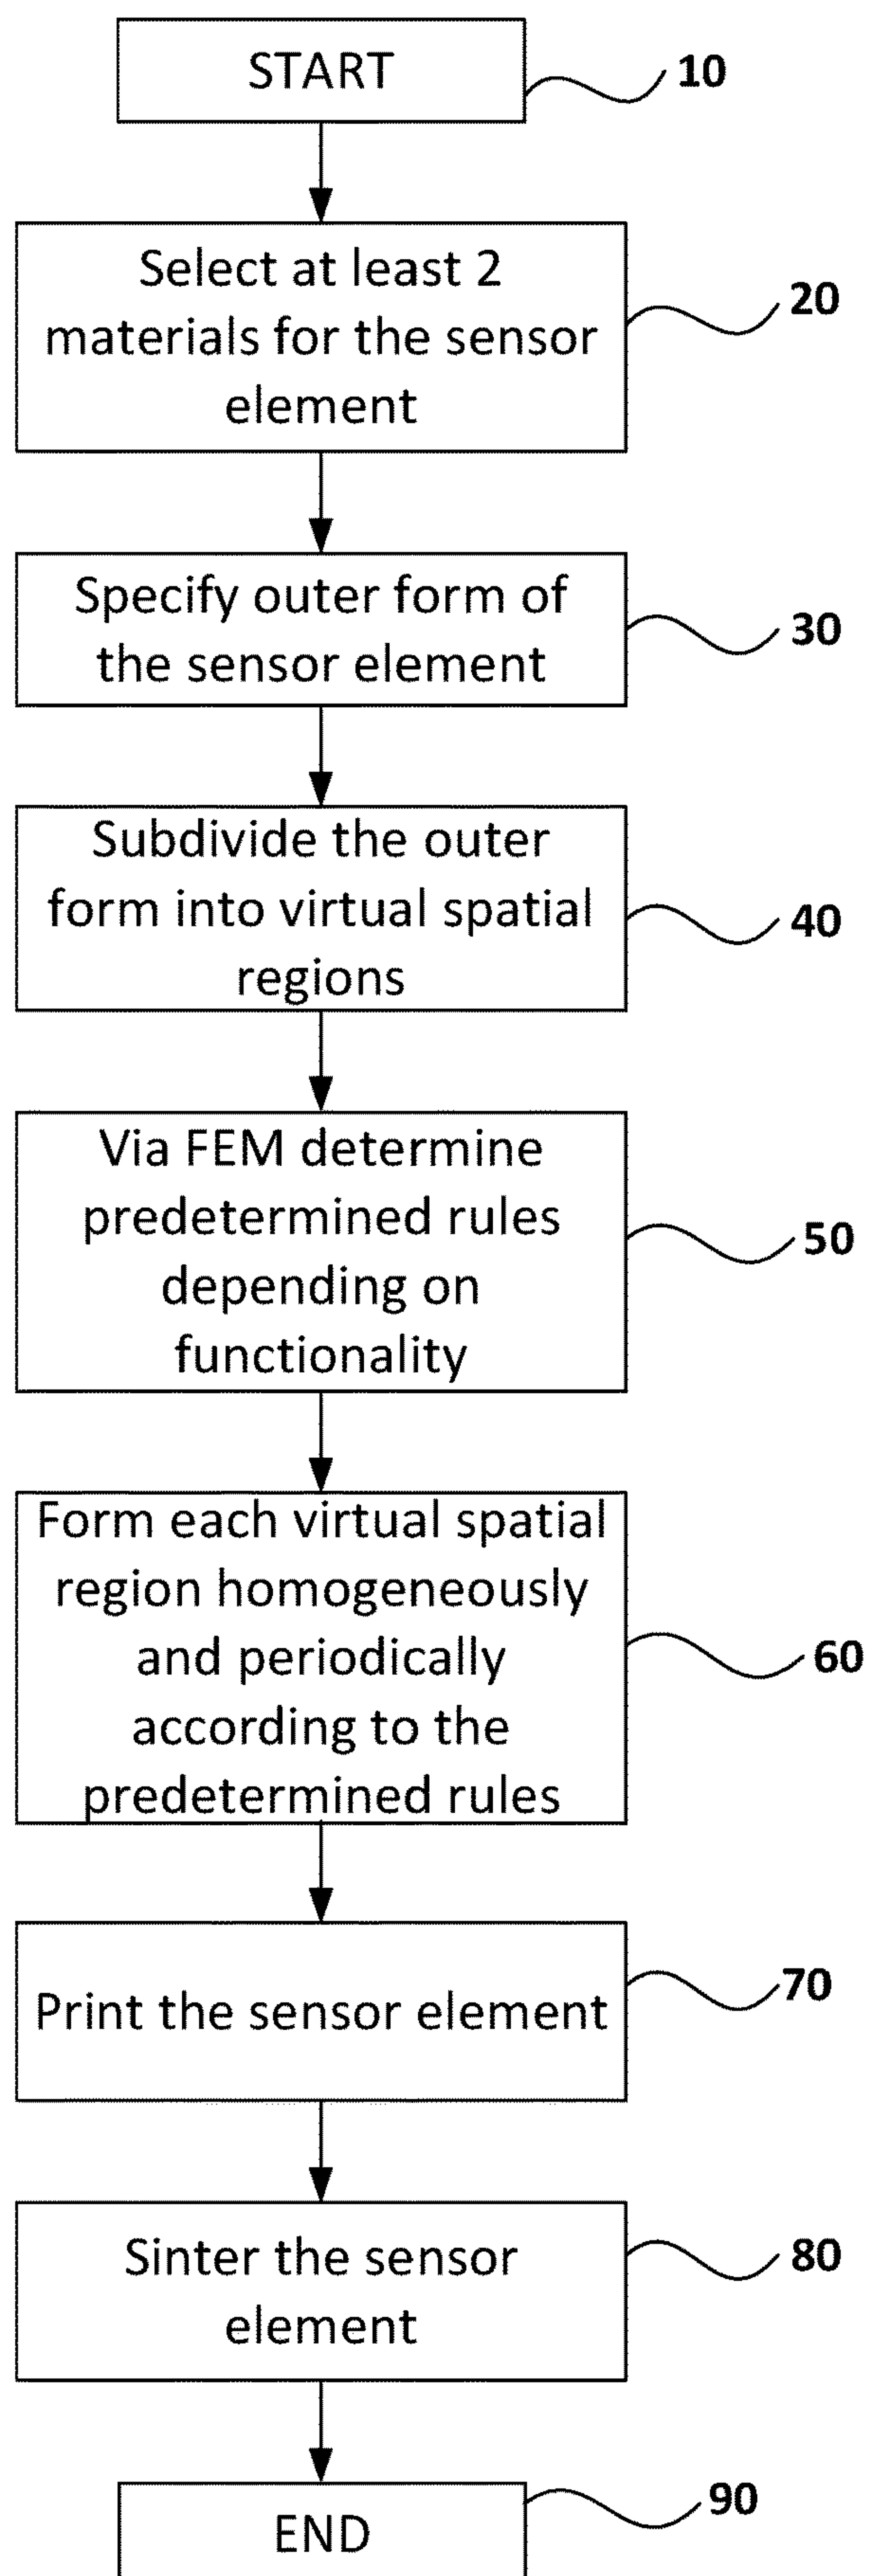 START
10
Select at least 2
materials for the sensor
element
20
Specify outer form of
the sensor element
30
Subdivide the outer
form into virtual spatial
regions
40
Via FEM determine
predetermined rules
depending on
functionality
50
Form each virtual spatial
region homogeneously
and periodically
according to the
predetermined rules
60
Print the sensor element
70
Sinter the sensor
element
80
END
90